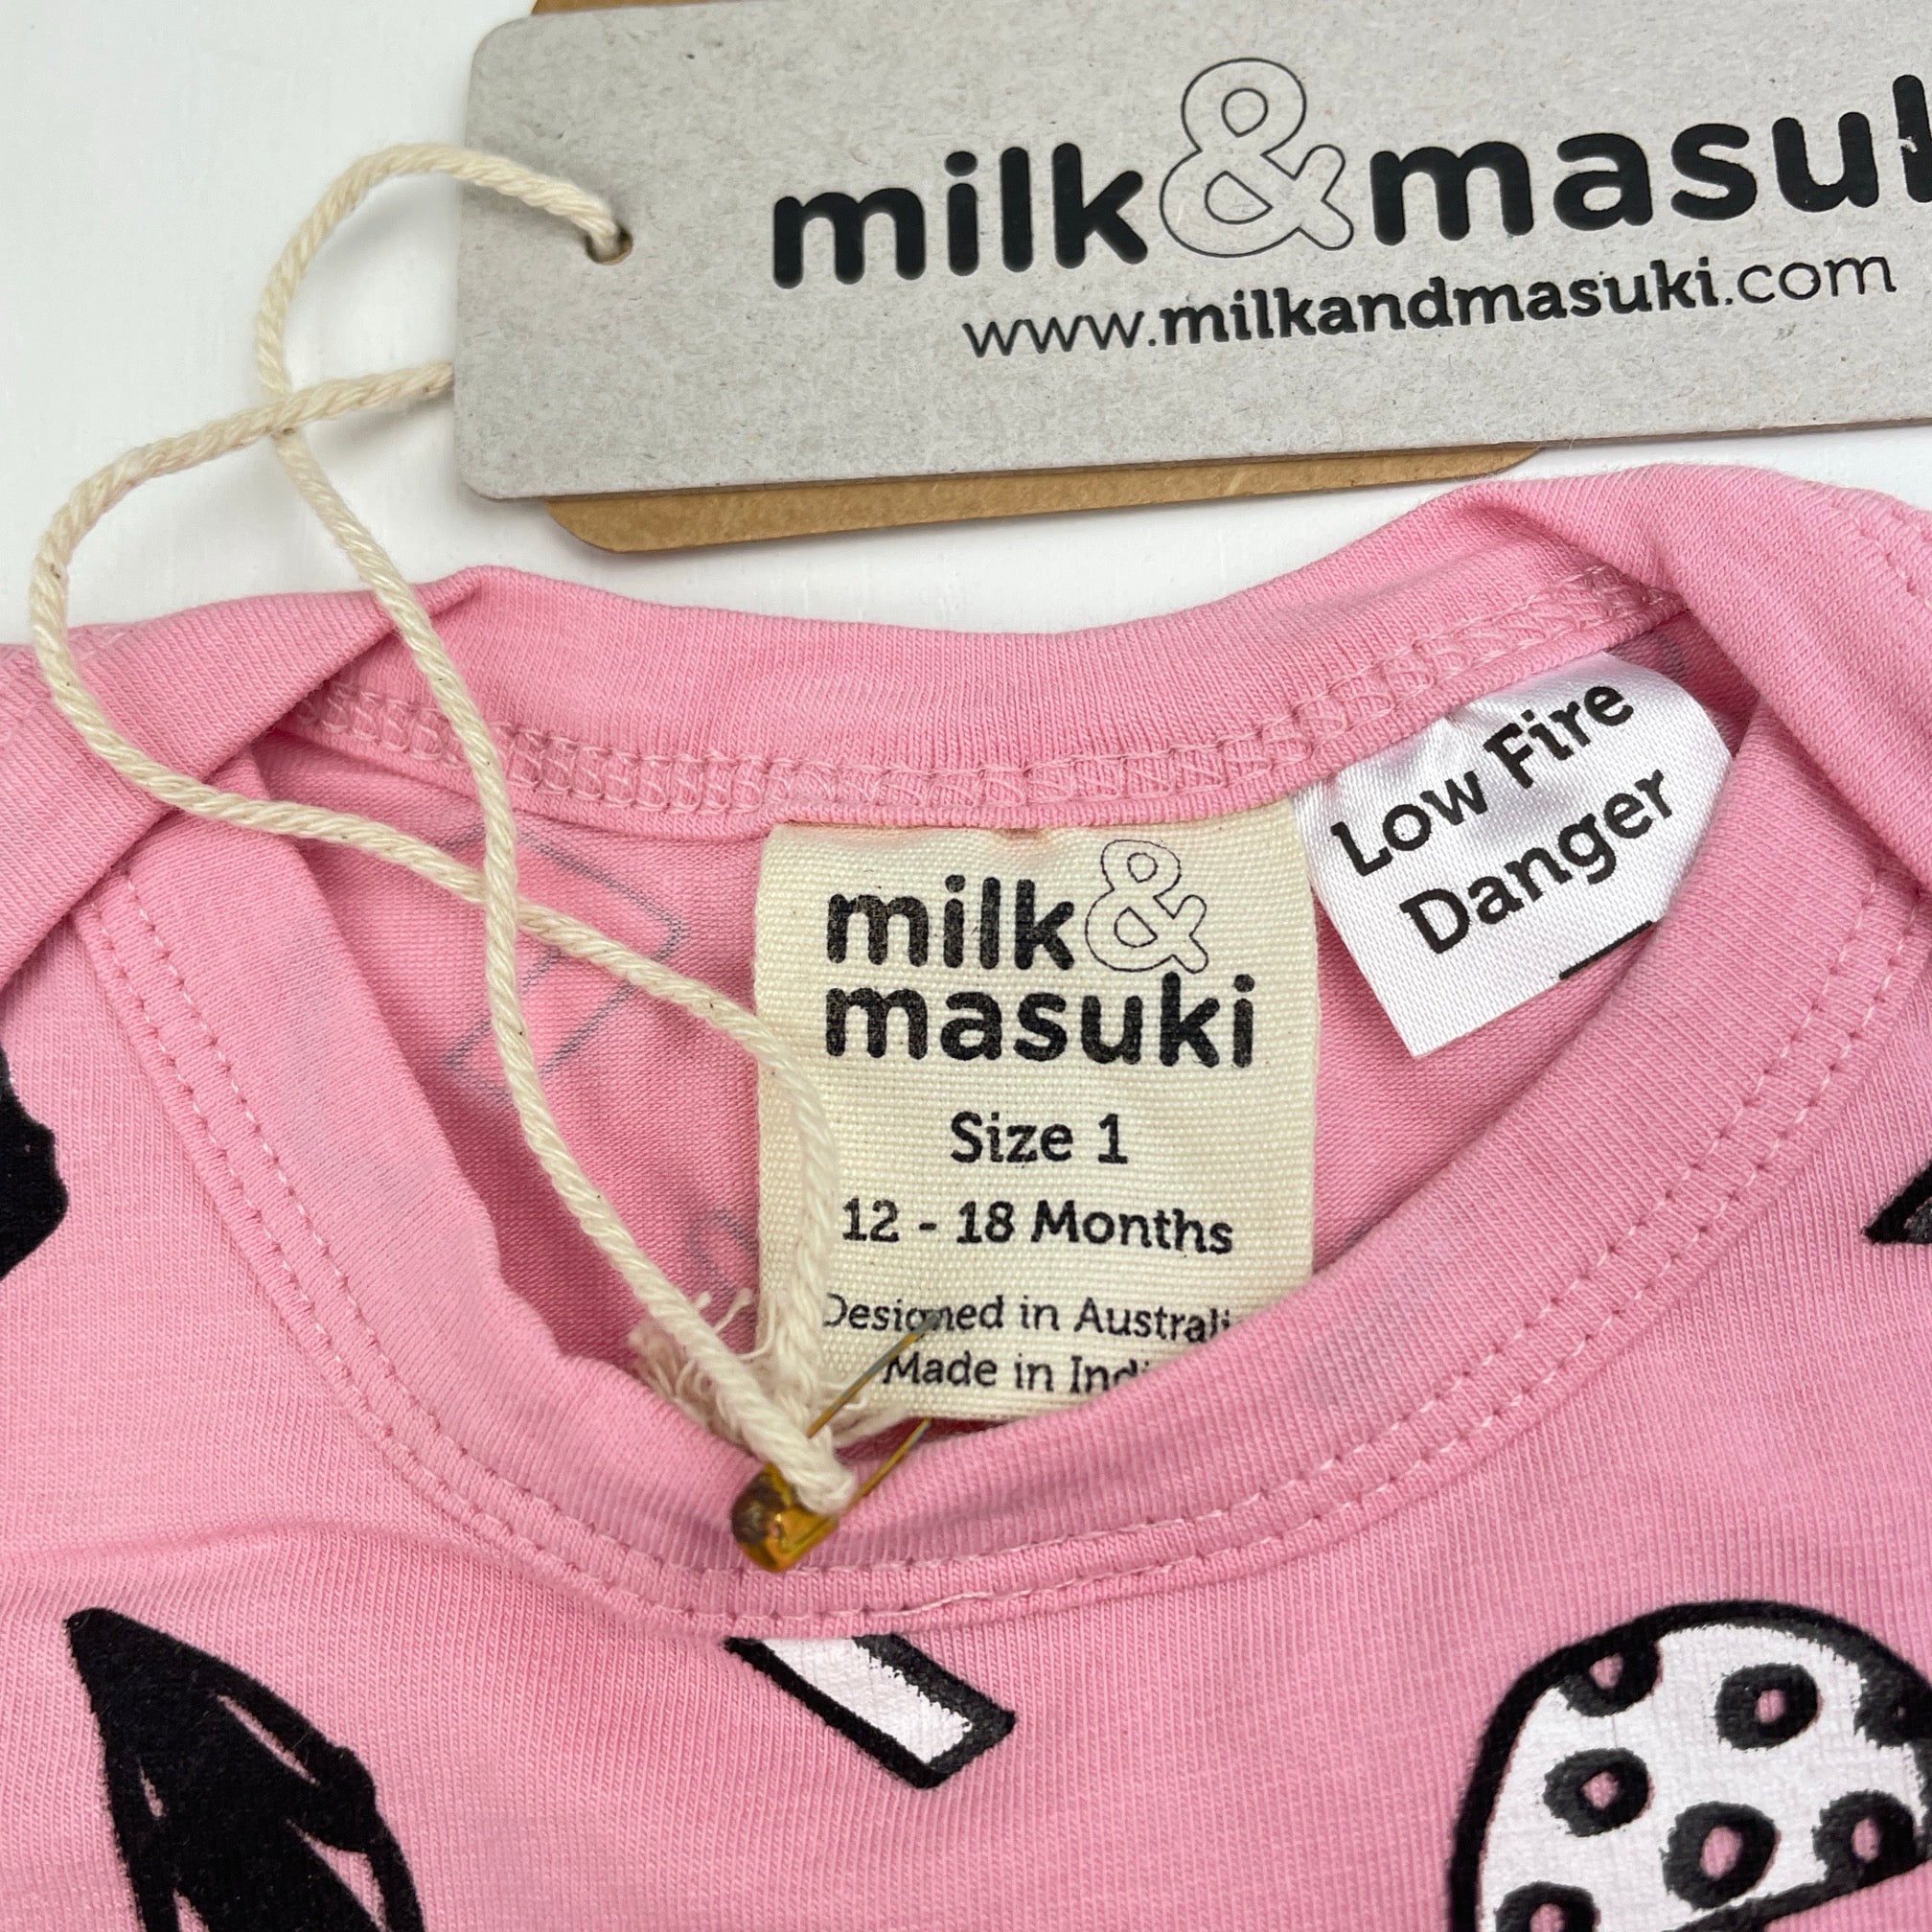 milk&masuk
www.milkandmasuki.com
Low Fire
Danger
milk&
masuki
Size 1
12 - 18 Months
Designed in Australi
Made in Indi